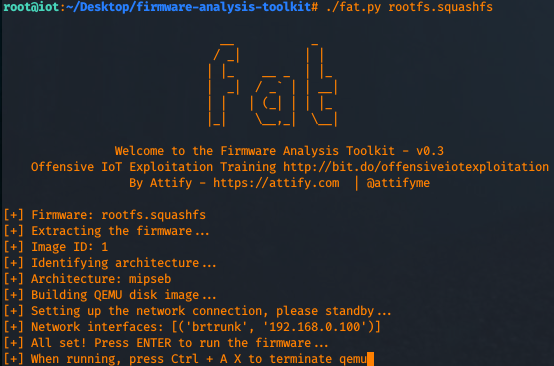 root@iot:~/Desktop/firmware-analysis-toolkit# ./fat.py rootfs.squashfs
fat
Welcome to the Firmware Analysis Toolkit - v0.3
Offensive IoT Exploitation Training http://bit.do/offensiveiotexploitation
By Attify - https://attify.com | @attifyme
[+] Firmware: rootfs.squashfs
[+] Extracting the firmware...
[+] Image ID: 1
[+] Identifying architecture...
[+] Architecture: mipseb
[+] Building QEMU disk image...
[+] Setting up the network connection, please standby...
[+] Network interfaces: [('brtrunk', '192.168.0.100')]
[+] All set! Press ENTER to run the firmware...
[+] When running, press Ctrl + A X to terminate qemu